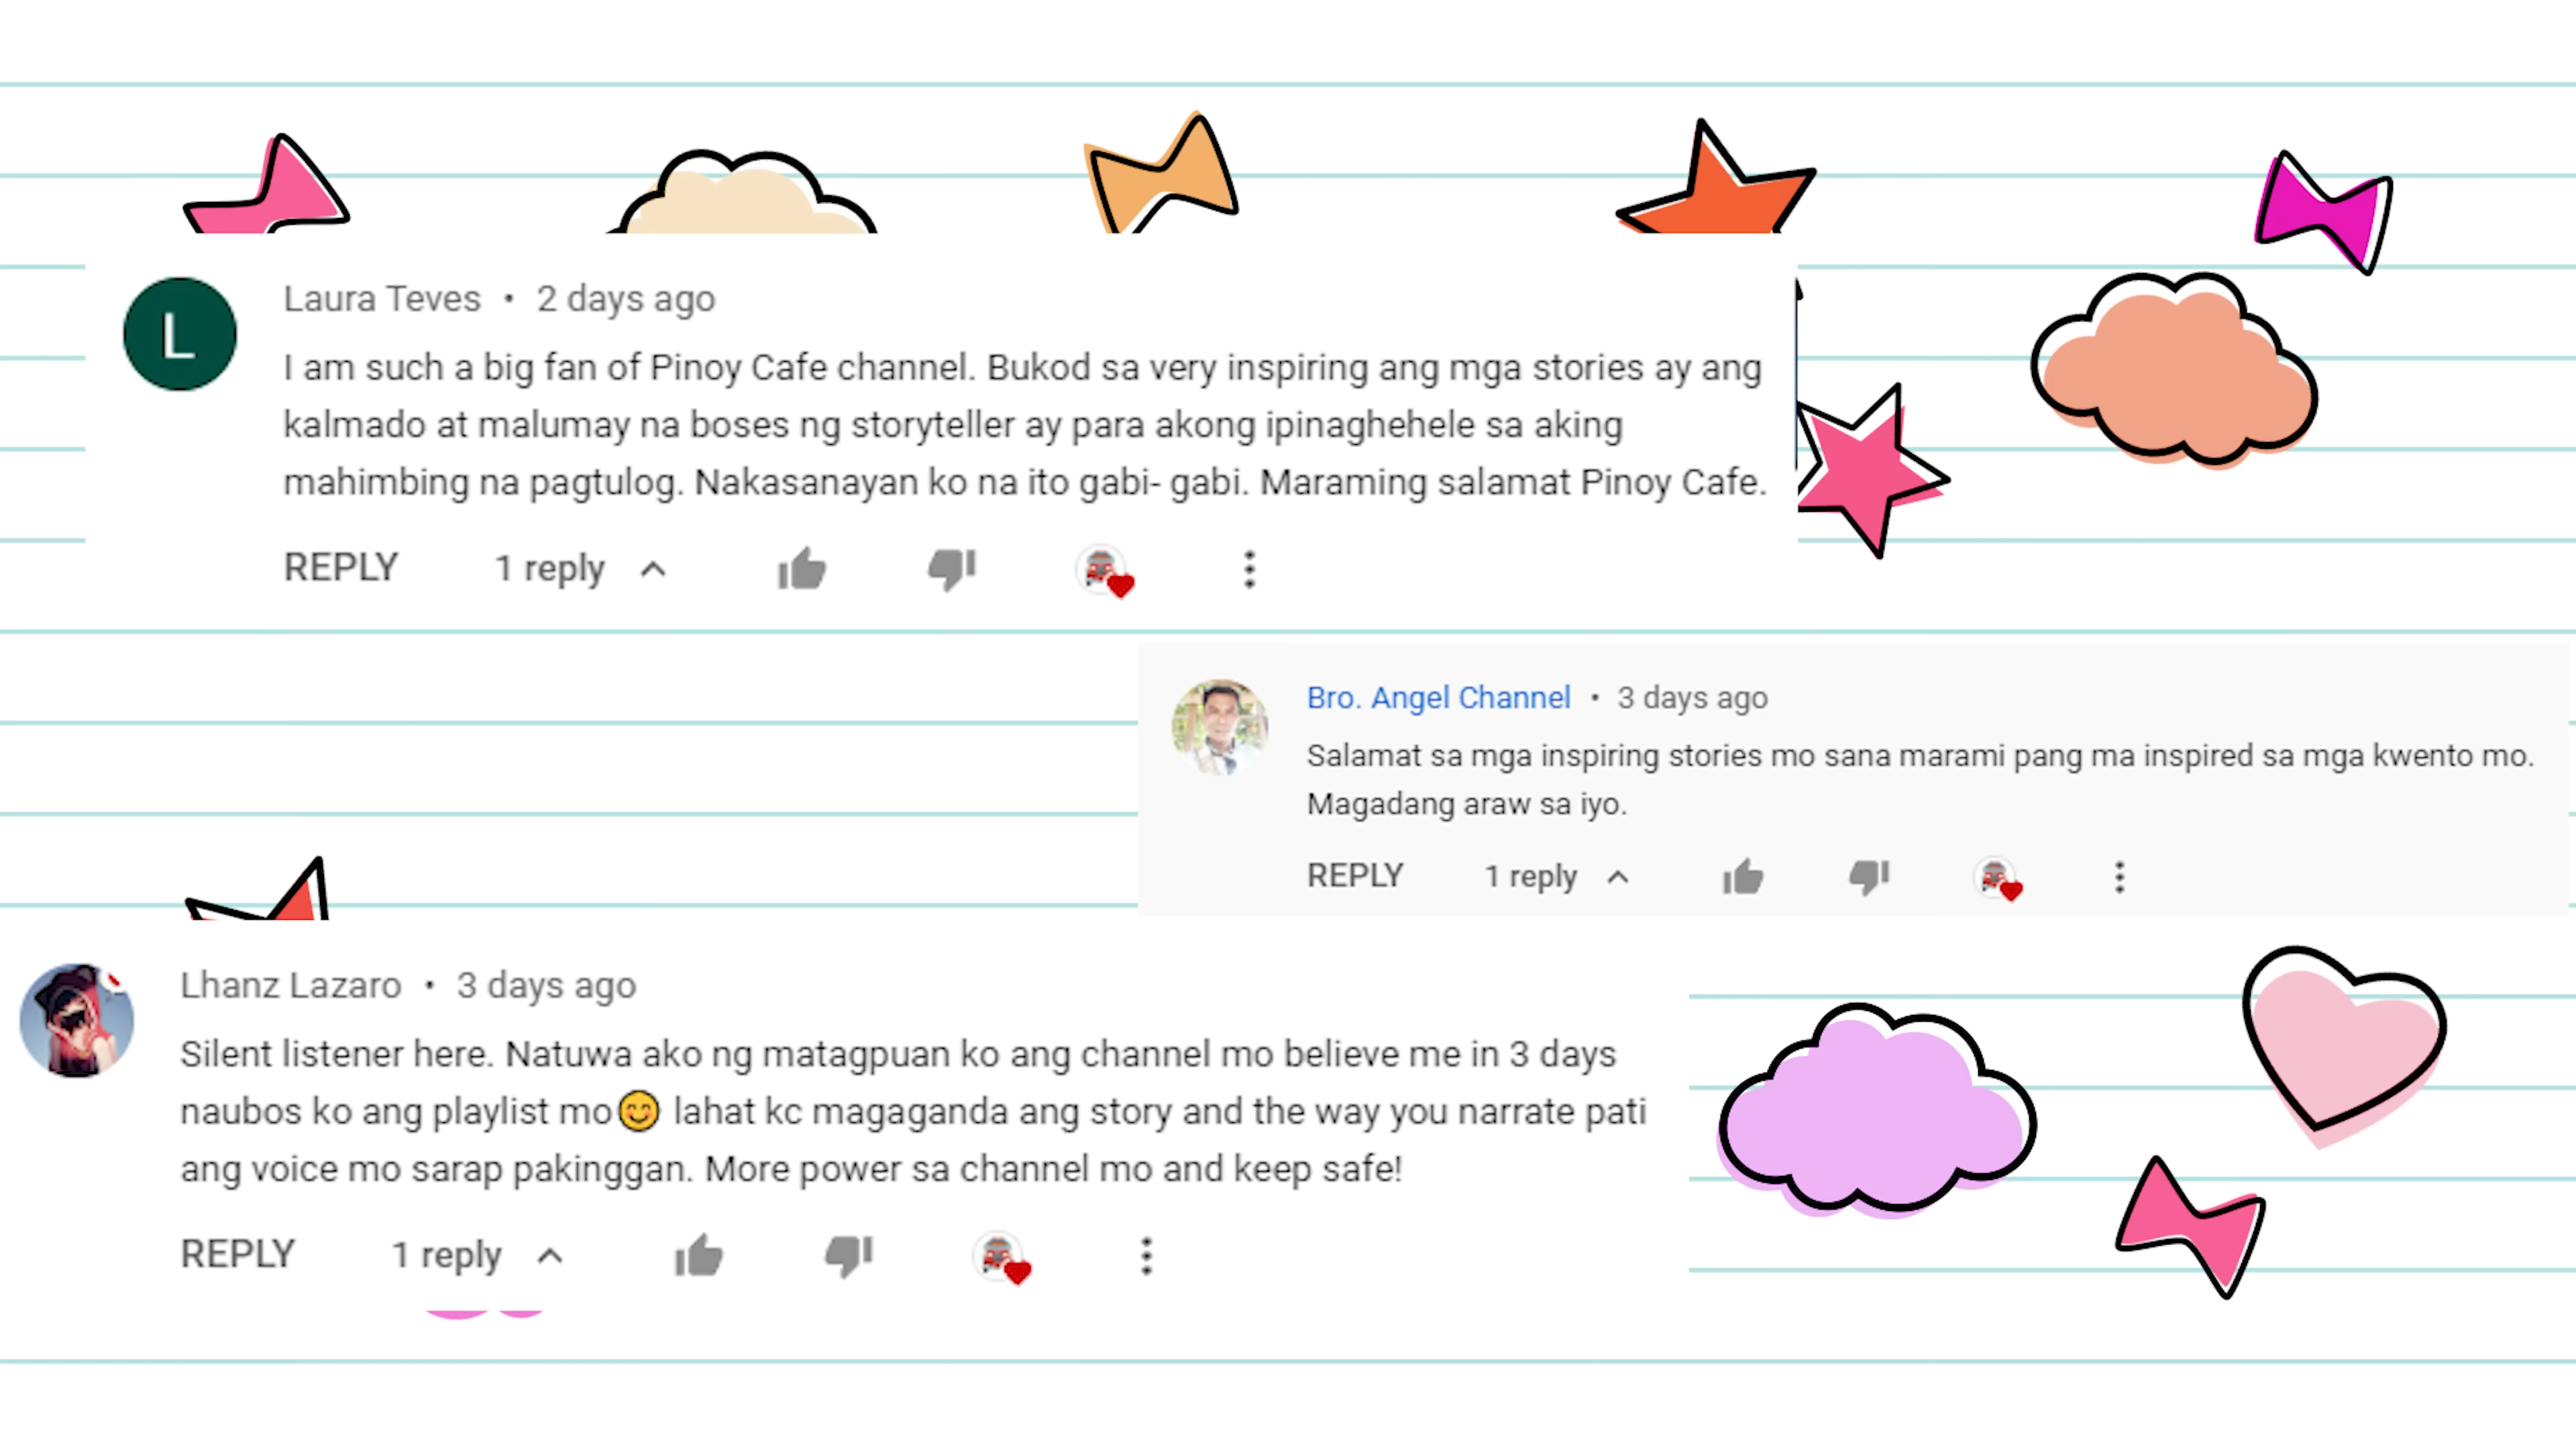 L
Laura Teves • 2 days ago
I am such a big fan of Pinoy Cafe channel. Bukod sa very inspiring ang mga stories ay ang
kalmado at malumay na boses ng storyteller ay para akong ipinaghehele sa aking
mahimbing na pagtulog. Nakasanayan ko na ito gabi- gabi. Maraming salamat Pinoy Cafe.
REPLY 1 reply
Bro. Angel Channel • 3 days ago
Salamat sa mga inspiring stories mo sana marami pang ma inspired sa mga kwento mo.
Magadang araw sa iyo.
REPLY 1 reply
Lhanz Lazaro • 3 days ago
Silent listener here. Natuwa ako ng matagpuan ko ang channel mo believe me in 3 days
naubos ko ang playlist mo😊 lahat kc magaganda ang story and the way you narrate pati
ang voice mo sarap pakinggan. More power sa channel mo and keep safe!
REPLY 1 reply